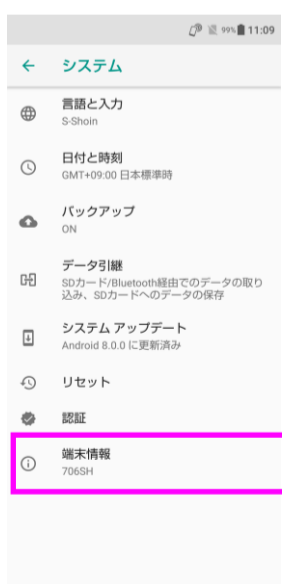 99% 11:09
システム
言語と入力
S-Shoin
日付と時刻
GMT+09:00 日本標準時
バックアップ
ON
データ引継
SDカード/Bluetooth経由でのデータの取り
込み、SDカードへのデータの保存
システム アップデート
Android 8.0.0 に更新済み
リセット
認証
端末情報
706SH